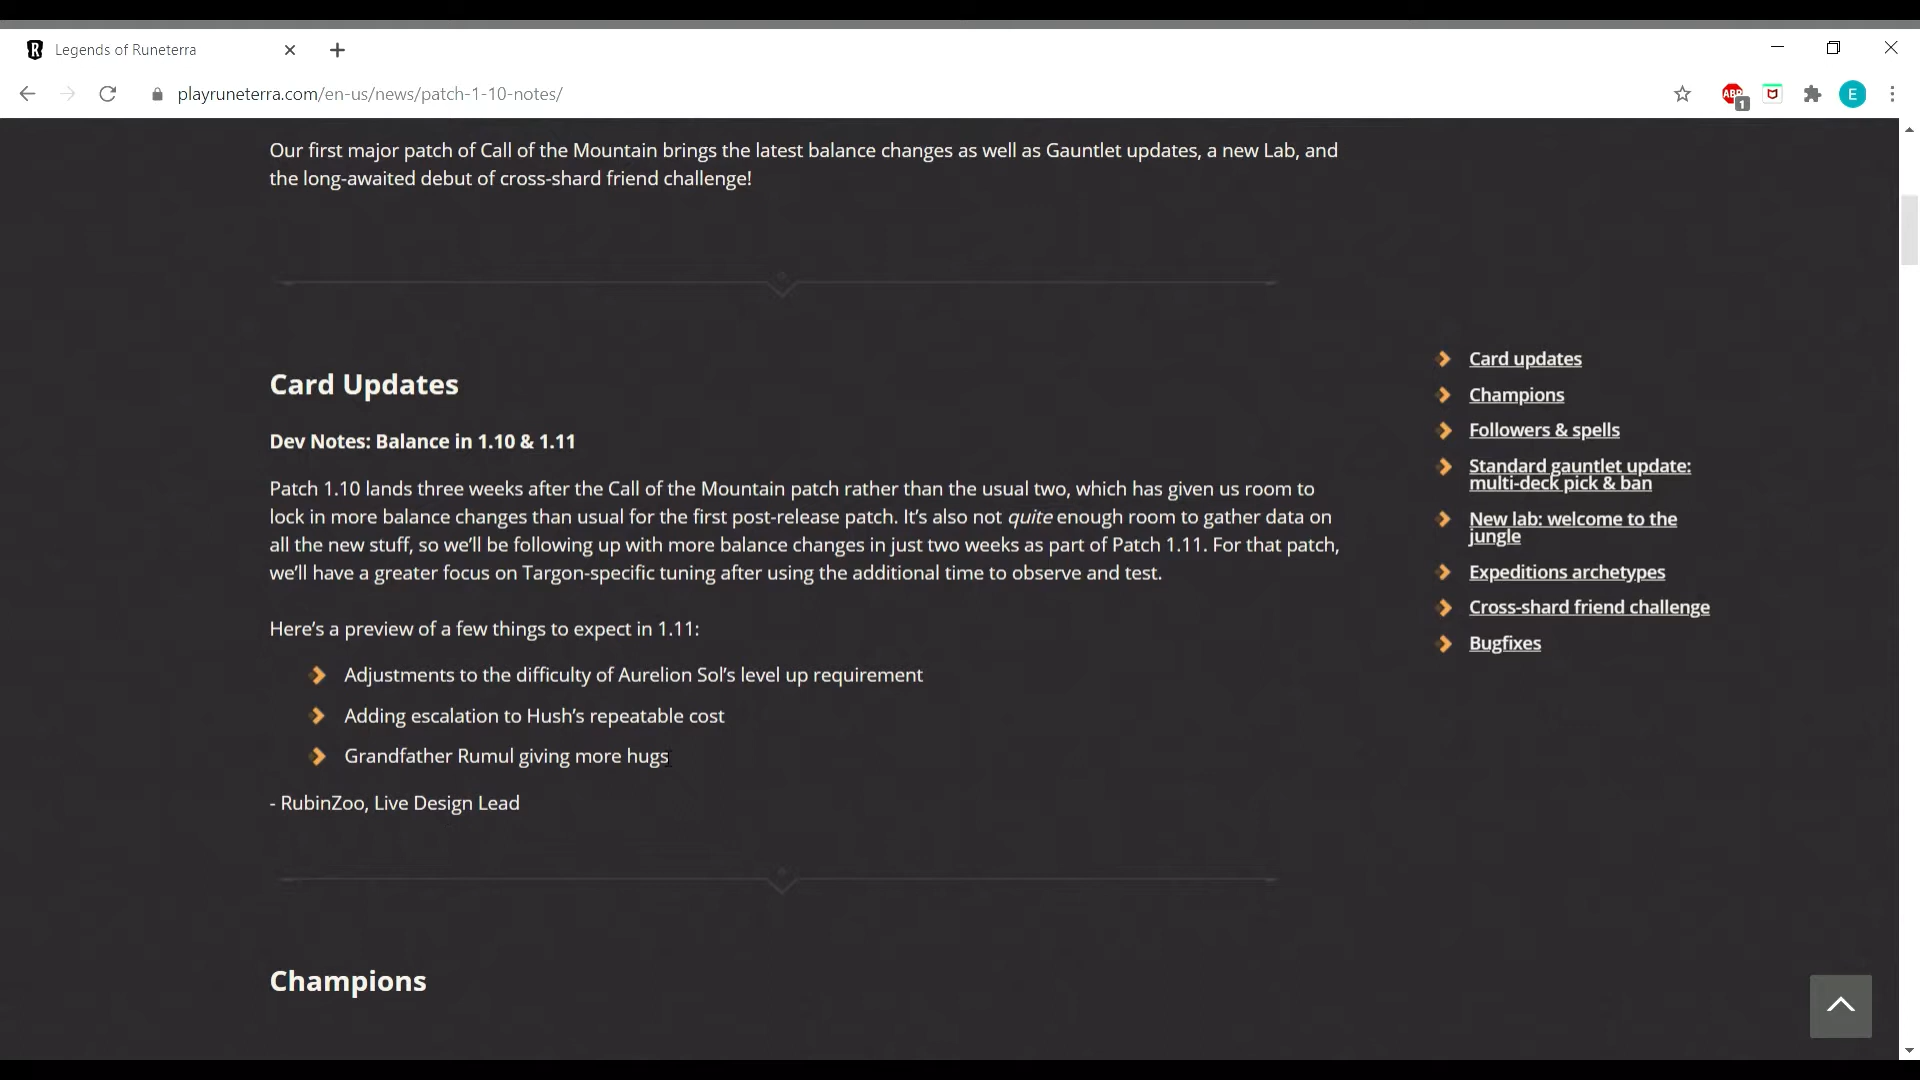 Legends of Runeterra
playruneterra.com/en-us/news/patch-1-10-notes/
ABP
1
E
Our first major patch of Call of the Mountain brings the latest balance changes as well as Gauntlet updates, a new Lab, and
the long-awaited debut of cross-shard friend challenge!
Card Updates
Dev Notes: Balance in 1.10 & 1.11
Patch 1.10 lands three weeks after the Call of the Mountain patch rather than the usual two, which has given us room to
lock in more balance changes than usual for the first post-release patch. It’s also not quite enough room to gather data on
all the new stuff, so we’ll be following up with more balance changes in just two weeks as part of Patch 1.11. For that patch,
we’ll have a greater focus on Targon-specific tuning after using the additional time to observe and test.
Here’s a preview of a few things to expect in 1.11:
Adjustments to the difficulty of Aurelion Sol’s level up requirement
Adding escalation to Hush’s repeatable cost
Grandfather Rumul giving more hugs
- RubinZoo, Live Design Lead
Champions
Card updates
Champions
Followers & spells
Standard gauntlet update:
multi-deck pick & ban
New lab: welcome to the
jungle
Expeditions archetypes
Cross-shard friend challenge
Bugfixes